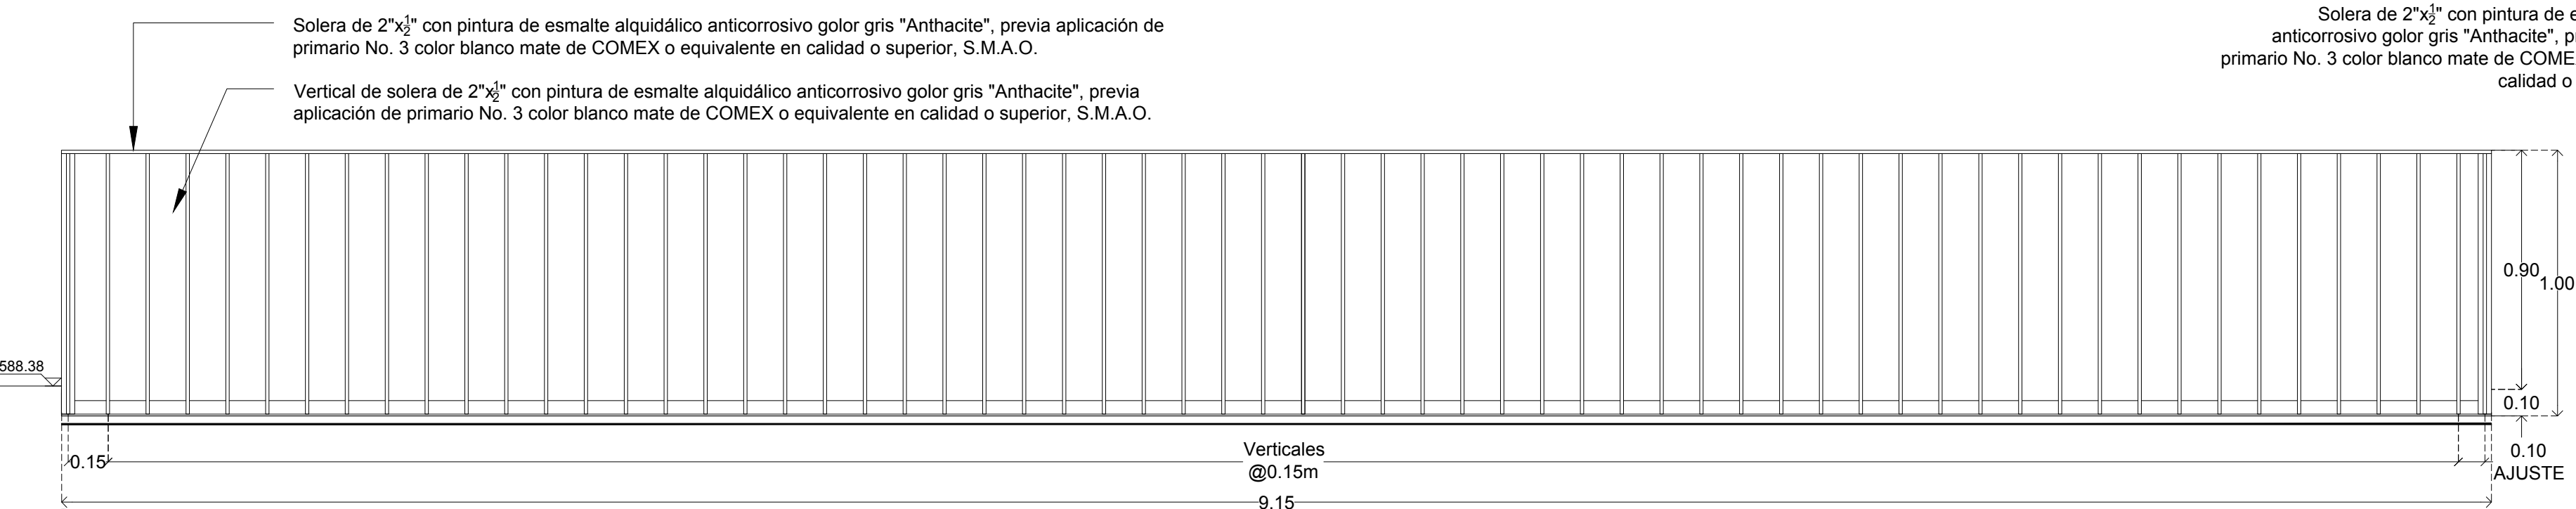 Solera de 2"x½" con pintura de esmalte alquidálico anticorrosivo golor gris "Anthacite", previa aplicación de
primario No. 3 color blanco mate de COMEX o equivalente en calidad o superior, S.M.A.O.
Vertical de solera de 2"x½" con pintura de esmalte alquidálico anticorrosivo golor gris "Anthacite", previa
aplicación de primario No. 3 color blanco mate de COMEX o equivalente en calidad o superior, S.M.A.O.
Solera de 2"x½" con pintura de
anticorrosivo golor gris "Anthacite",
primario No. 3 color blanco mate de
calidad o
588.38
0.90
1.00
0.10
0.15
Verticales
@0.15m
0.10
AJUSTE
9.15